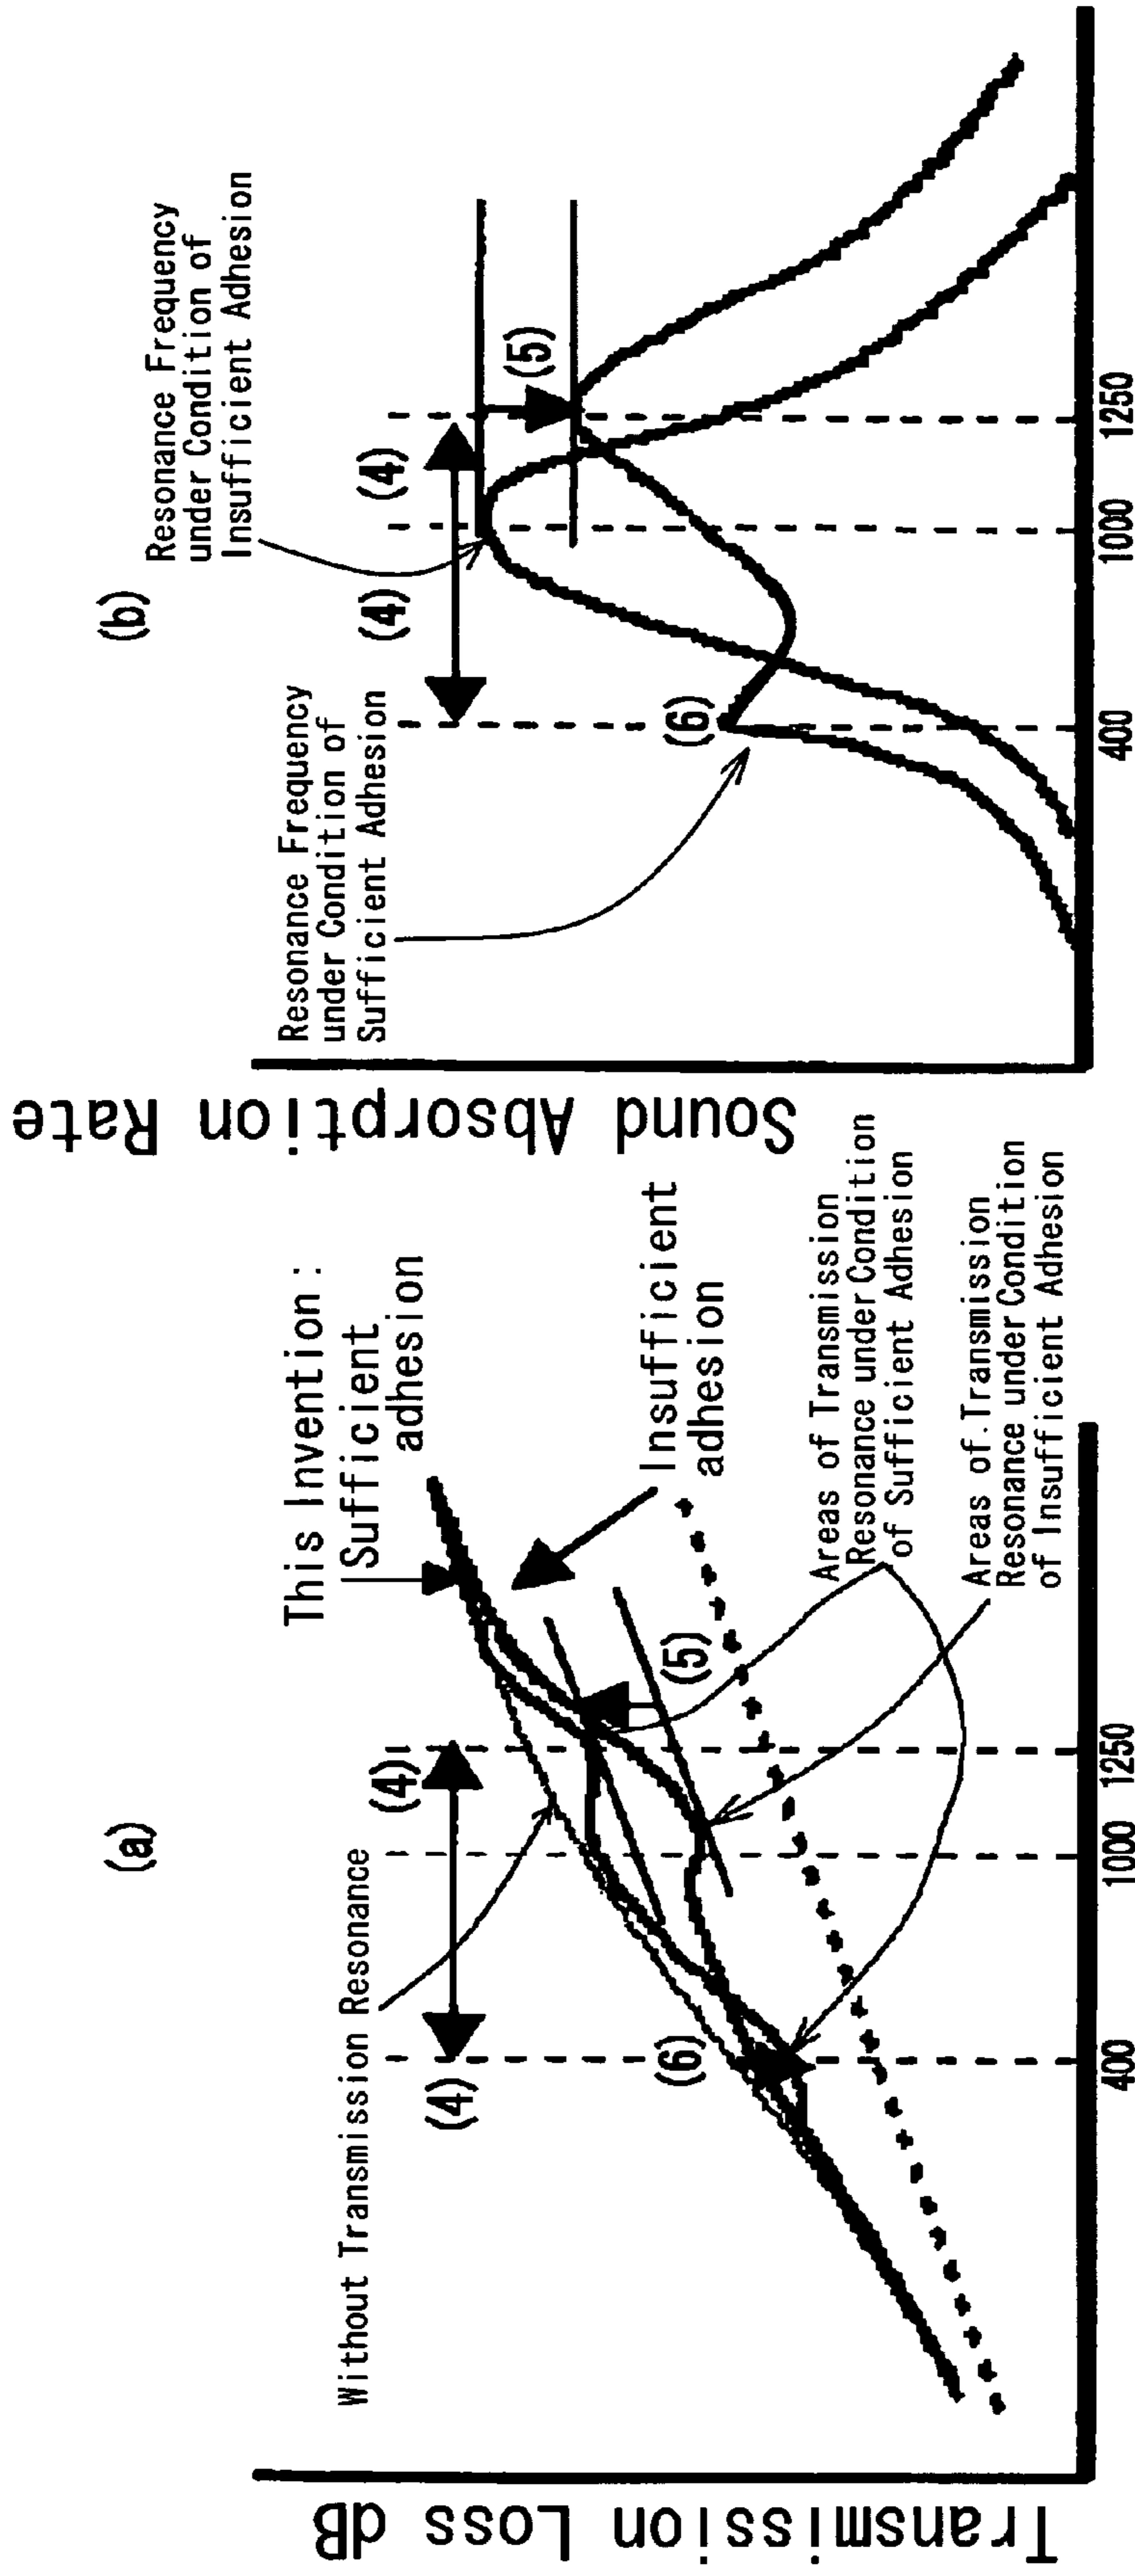 (a)
This Invention:
Sufficient
adhesion
Without Transmission Resonance
(4)
(4)
Insufficient
adhesion
(5)
(6)
Areas of Transmission
Resonance under Condition
of Sufficient Adhesion
Areas of.Transmission
Resonance under Condition
of Insufficient Adhesion
400
1000
1250
Transmission Loss dB
(b)
Resonance Frequency
under Condition of
Insufficient Adhesion
Resonance Frequency
under Condition of
Sufficient Adhesion
(4)
(4)
(5)
(6)
400
1000
1250
Sound Absorption Rate